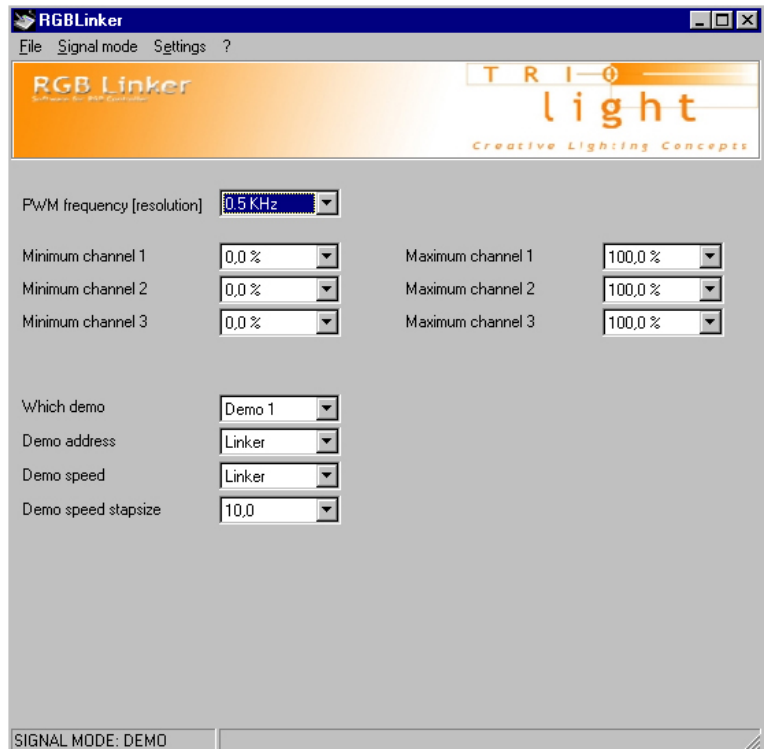 RGBLinker
File Signal mode Settings ?
RGB Linker
TRIO
light
Creative Lighting Concepts
PWM frequency [resolution] 0.5 KHz
Minimum channel 1 0,0 % Maximum channel 1 100,0 %
Minimum channel 2 0,0 % Maximum channel 2 100,0 %
Minimum channel 3 0,0 % Maximum channel 3 100,0 %
Which demo Demo 1
Demo address Linker
Demo speed Linker
Demo speed stapsize 10,0
SIGNAL MODE: DEMO